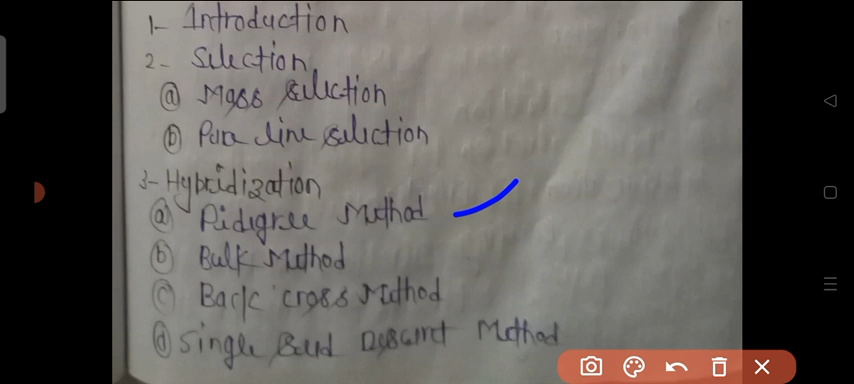 1- Introduction
2- Selection
(a) Mass selection
(b) Pure line selection
3- Hybridization
(a) Pidigree Method
(b) Bulk Method
(c) Back cross Method
(d) Single Seed Descent Method